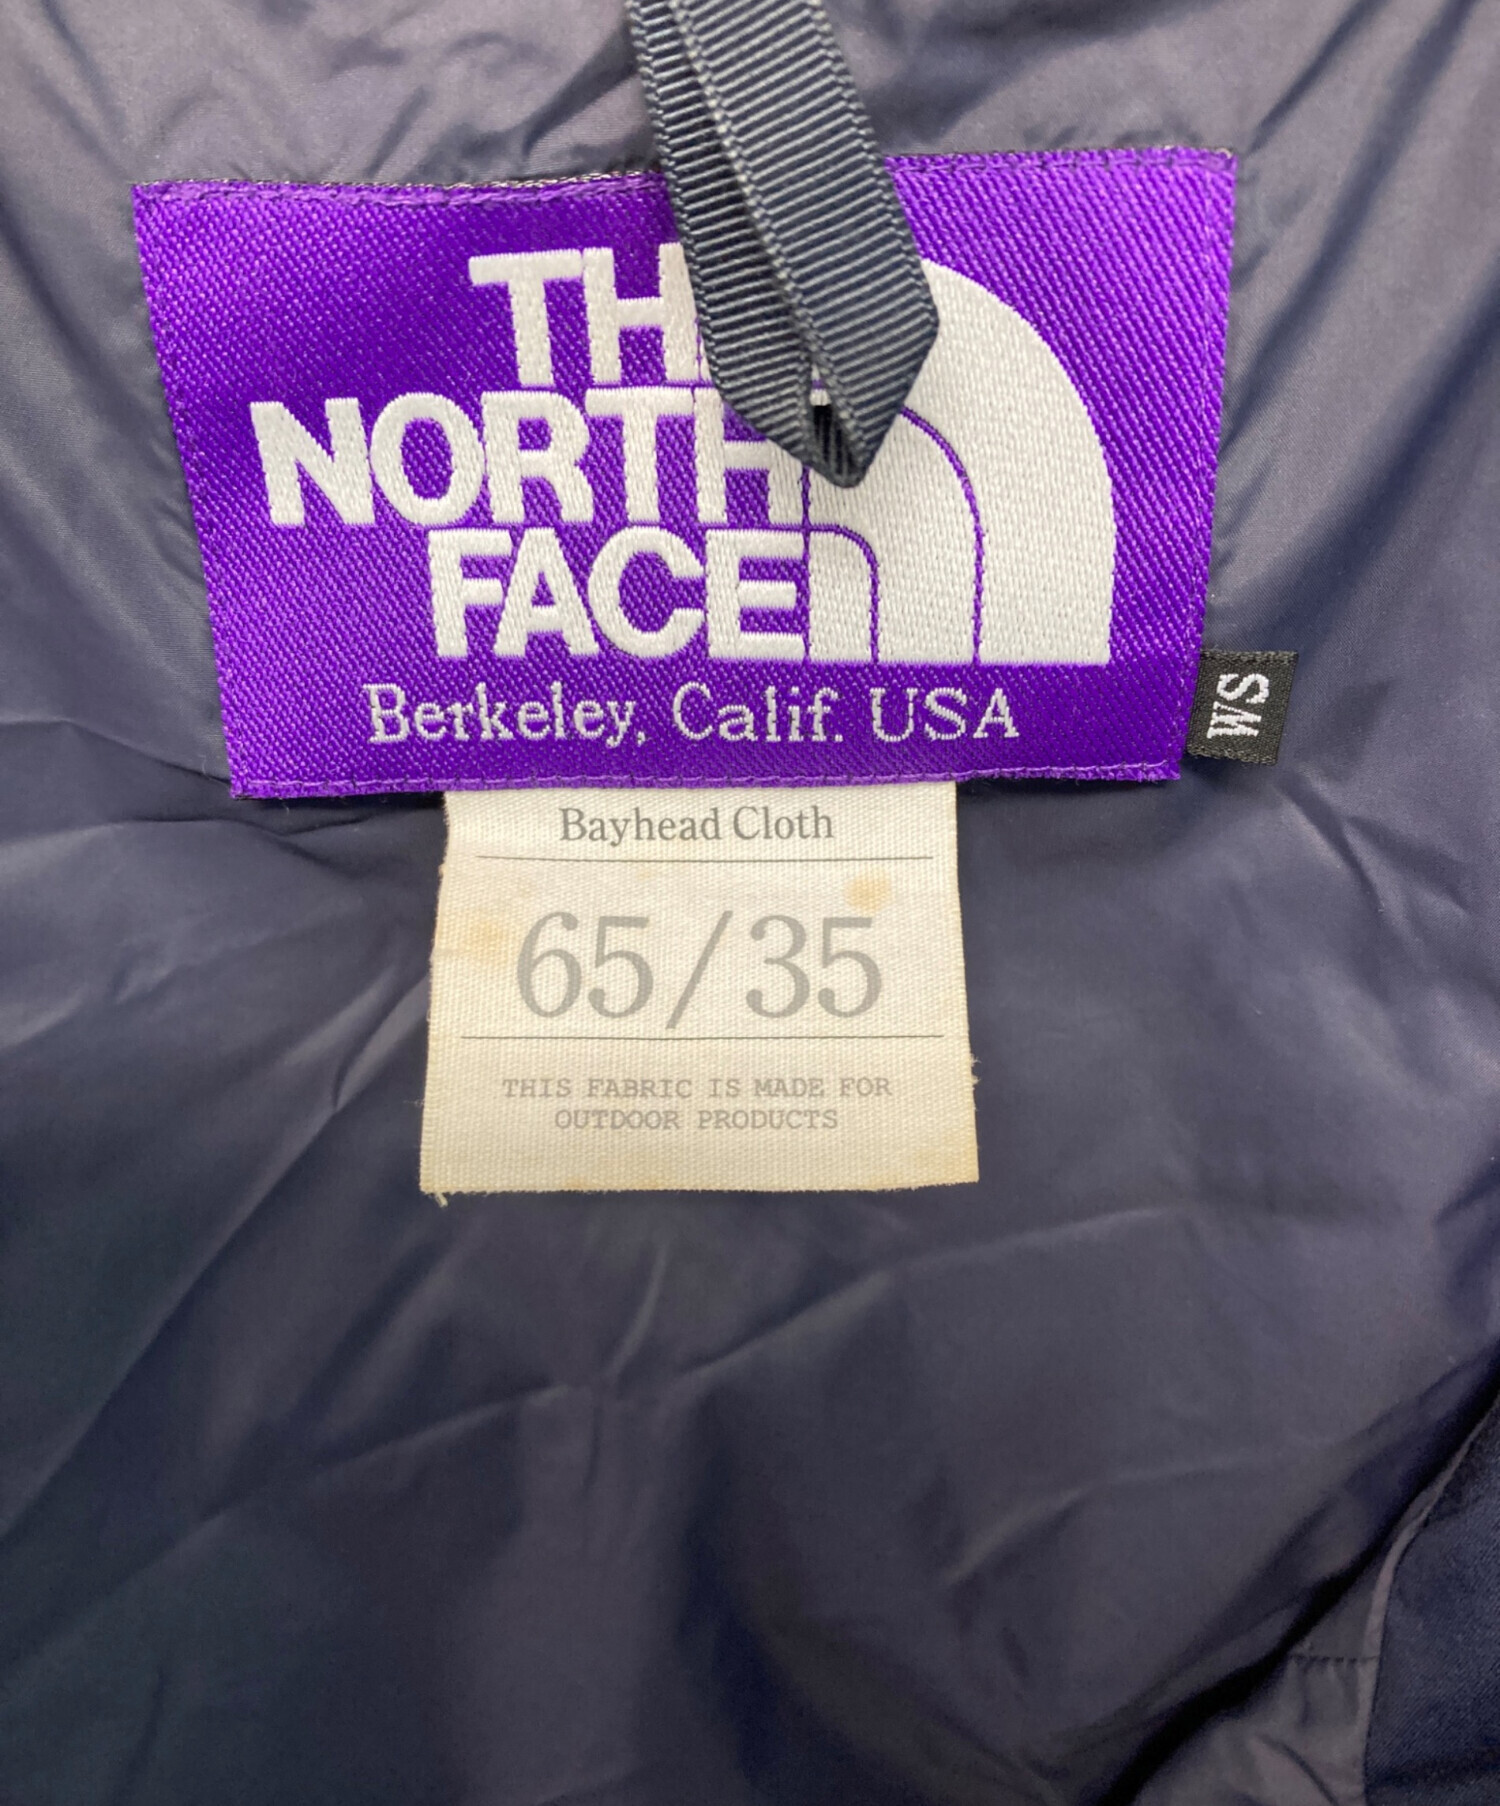 THE
NORTH
FACE
Berkeley, Calif. USA
WS
Bayhead Cloth
65/35
THIS FABRIC IS MADE FOR
OUTDOOR PRODUCTS